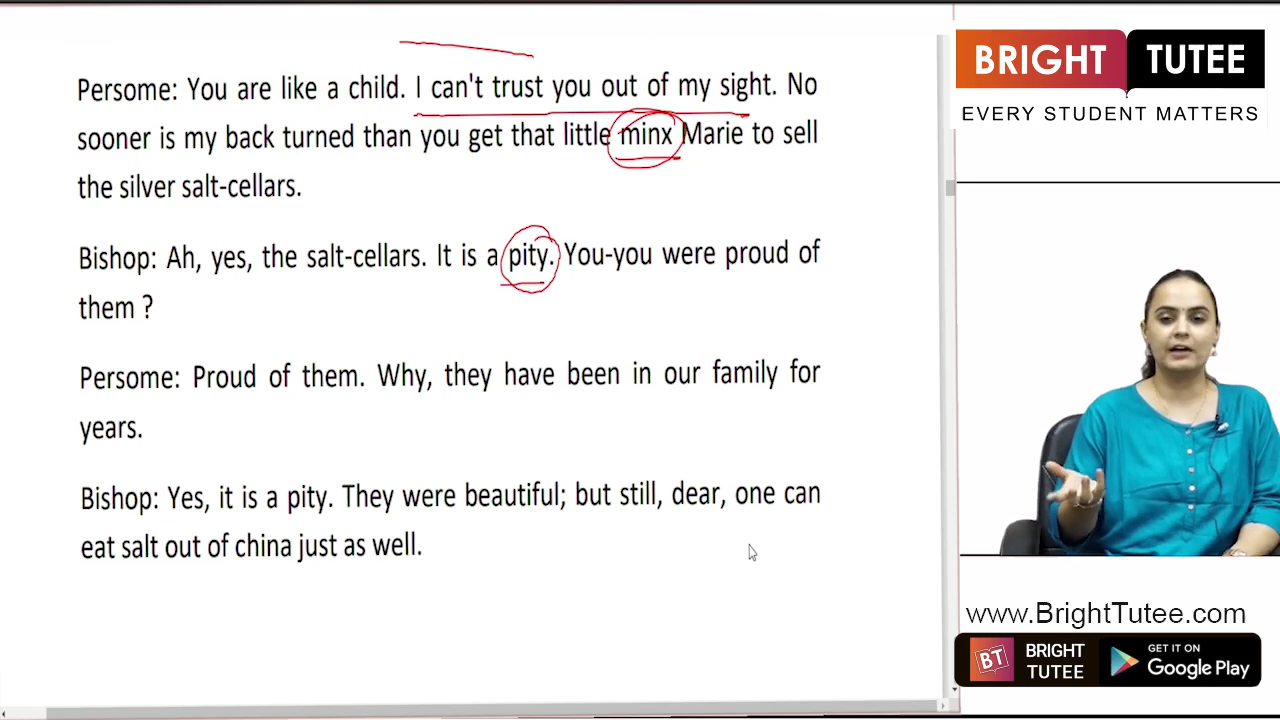 Persome: You are like a child. I can't trust you out of my sight. No
sooner is my back turned than you get that little minx Marie to sell
the silver salt-cellars.
Bishop: Ah, yes, the salt-cellars. It is a pity. You-you were proud of
them ?
Persome: Proud of them. Why, they have been in our family for
years.
Bishop: Yes, it is a pity. They were beautiful; but still, dear, one can
eat salt out of china just as well.
BRIGHT TUTEE
EVERY STUDENT MATTERS
www.BrightTutee.com
BT
BRIGHT
TUTEE
GET IT ON
Google Play